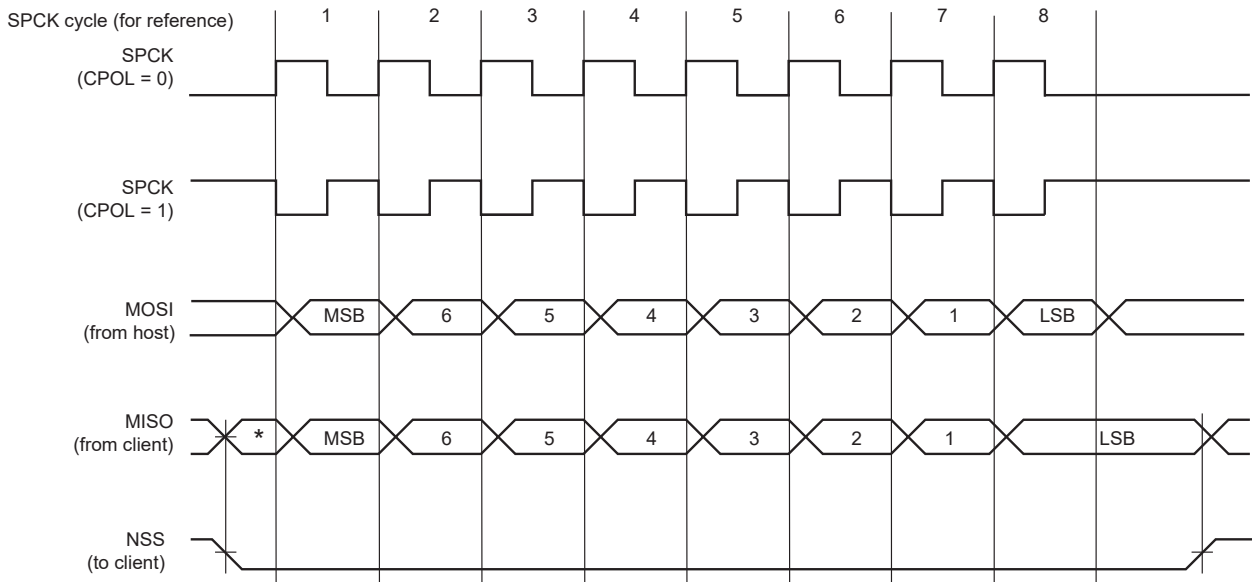 SPCK cycle (for reference)
1 2 3 4 5 6 7 8
SPCK
(CPOL = 0)
SPCK
(CPOL = 1)
MOSI
(from host)
MSB 6 5 4 3 2 1 LSB
MISO
(from client)
* MSB 6 5 4 3 2 1 LSB
NSS
(to client)